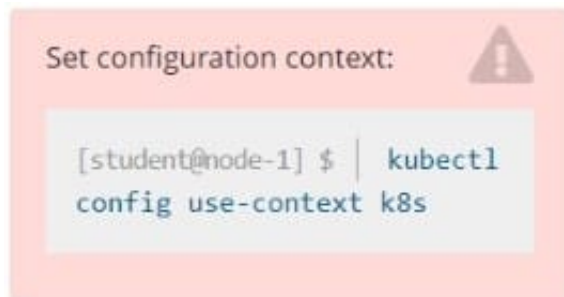 Set configuration context:
[student@node-1] $ | kubectl
config use-context k8s